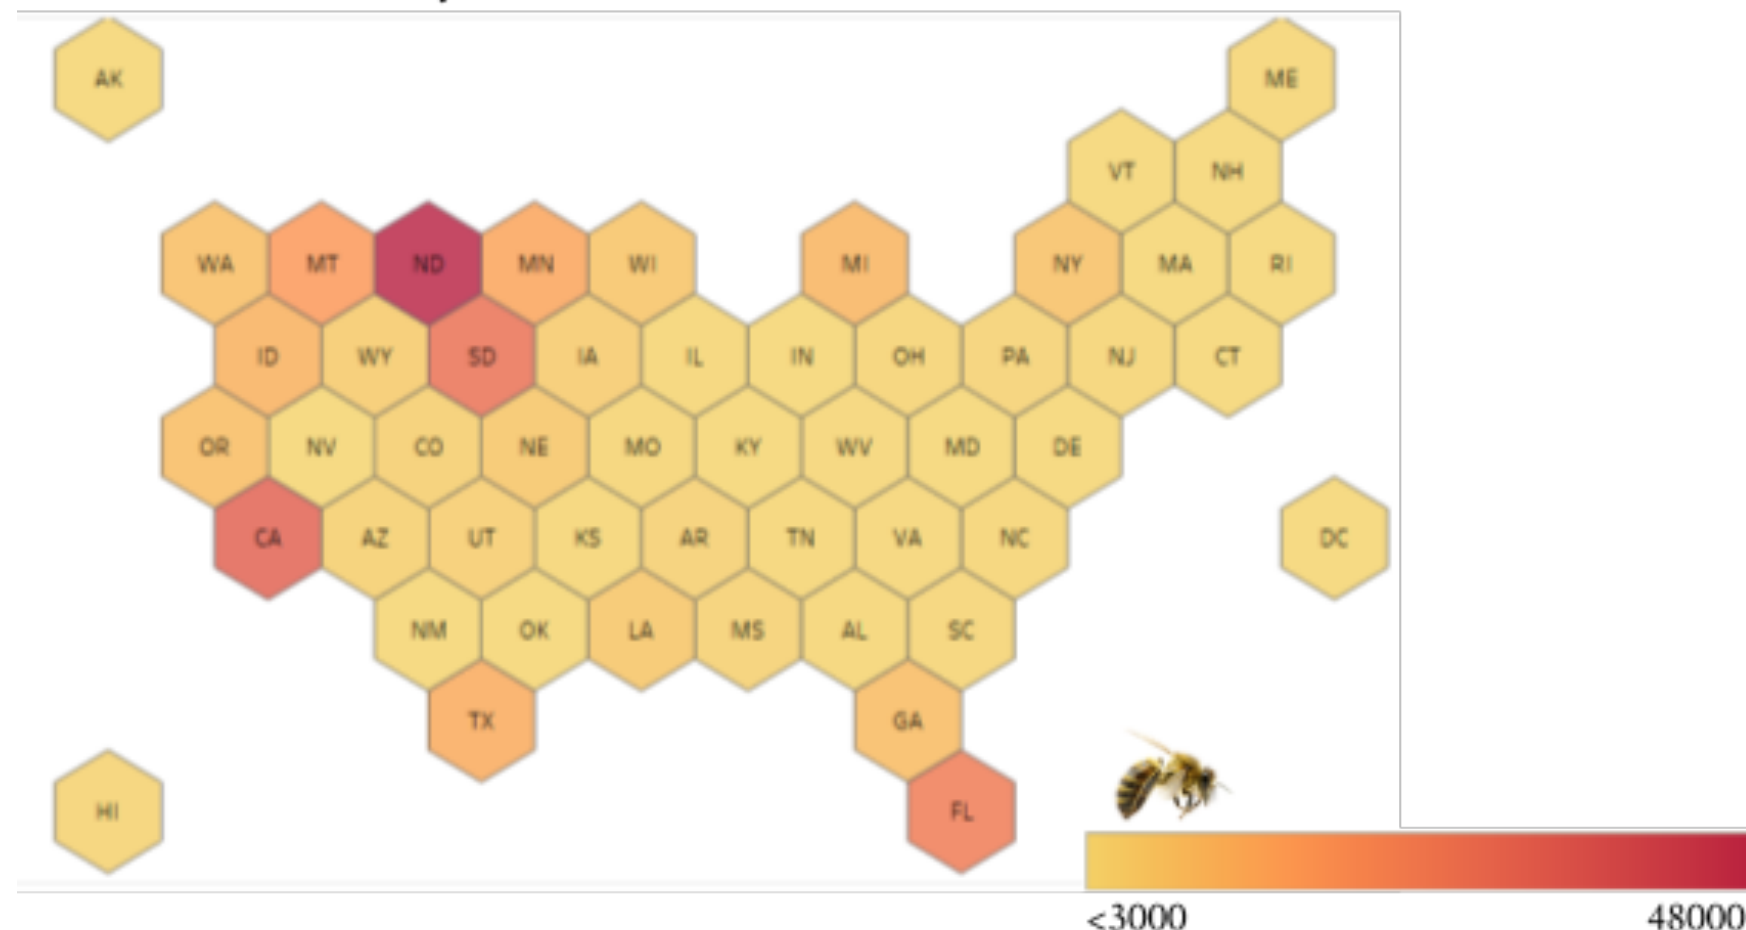 AK ME
VT NH
WA MT ND MN WI MI NY MA RI
ID WY SD IA IL IN OH PA NJ CT
OR NV CO NE MO KY WV MD DE
CA AZ UT KS AR TN VA NC DC
NM OK LA MS AL SC
TX GA
HI FL
<3000 48000